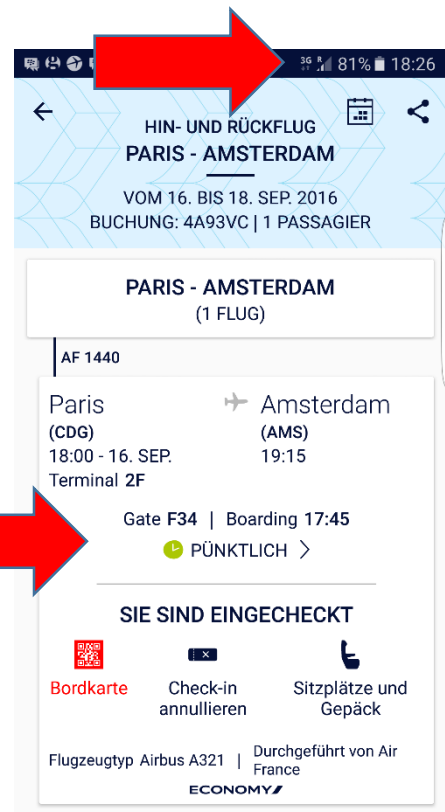 3G R 81% 18:26
HIN- UND RÜCKFLUG
PARIS - AMSTERDAM
VOM 16. BIS 18. SEP. 2016
BUCHUNG: 4A93VC | 1 PASSAGIER
PARIS - AMSTERDAM
(1 FLUG)
AF 1440
Paris Amsterdam
(CDG) (AMS)
18:00 - 16. SEP. 19:15
Terminal 2F
Gate F34 | Boarding 17:45
PÜNKTLICH >
SIE SIND EINGECHECKT
Bordkarte
Check-in
annullieren
Sitzplätze und
Gepäck
Flugzeugtyp Airbus A321 |
Durchgeführt von Air
France
ECONOMY